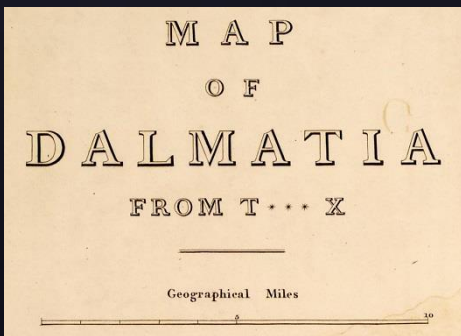 MAP
OF
DALMATIA
FROM T*** X
Geographical Miles
5 10